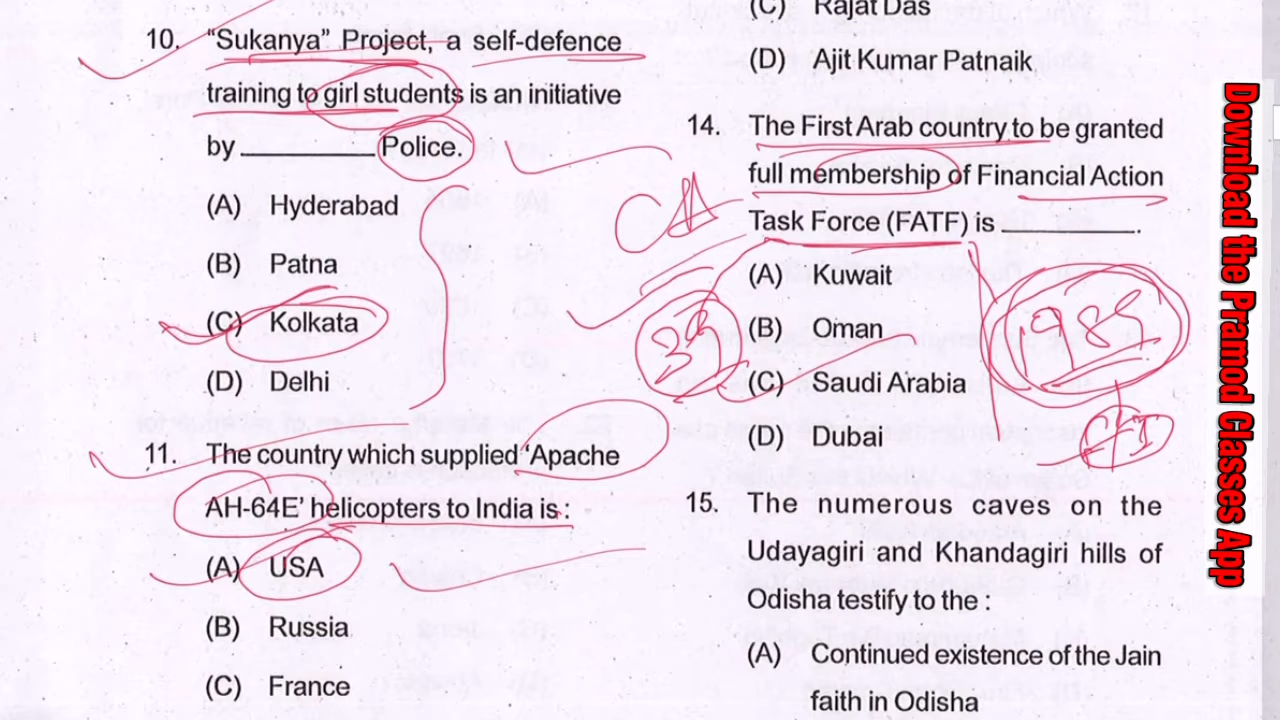 10. “Sukanya” Project, a self-defence
training to girl students is an initiative
by __________ Police.
(A) Hyderabad
(B) Patna
(C) Kolkata
(D) Delhi
11. The country which supplied ‘Apache
AH-64E’ helicopters to India is :
(A) USA
(B) Russia
(C) France
(C) Rajat Das
(D) Ajit Kumar Patnaik
14. The First Arab country to be granted
full membership of Financial Action
Task Force (FATF) is __________.
(A) Kuwait
(B) Oman
(C) Saudi Arabia
(D) Dubai
15. The numerous caves on the
Udayagiri and Khandagiri hills of
Odisha testify to the :
(A) Continued existence of the Jain
faith in Odisha
39
1989
Download the Pramod Classes App